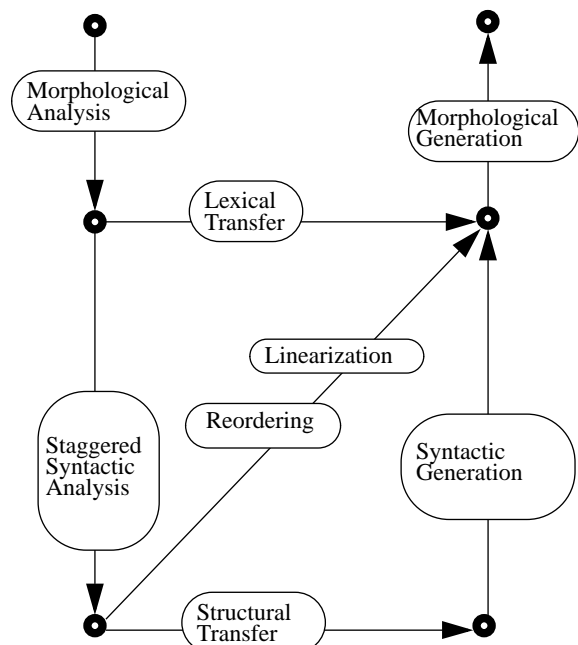 Morphological
Analysis
Morphological
Generation
Lexical
Transfer
Linearization
Reordering
Staggered
Syntactic
Analysis
Syntactic
Generation
Structural
Transfer